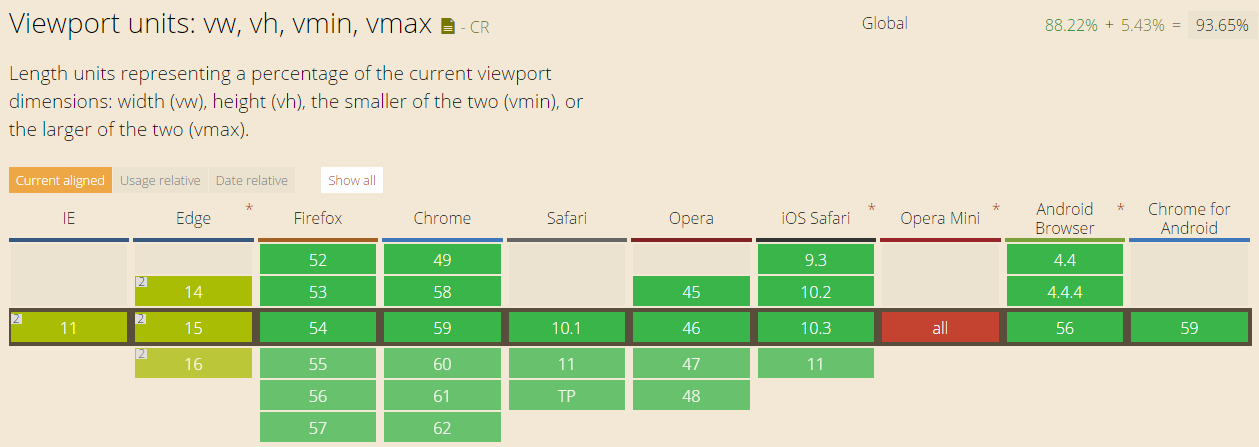 Viewport units: vw, vh, vmin, vmax - CR
Global 88.22% + 5.43% = 93.65%
Length units representing a percentage of the current viewport
dimensions: width (vw), height (vh), the smaller of the two (vmin), or
the larger of the two (vmax).
Current aligned Usage relative Date relative Show all
IE Edge * Firefox Chrome Safari Opera iOS Safari * Opera Mini * Android Browser * Chrome for Android
52 49 9.3 4.4
2 14 53 58 45 10.2 4.4.4
2 11 2 15 54 59 10.1 46 10.3 all 56 59
2 16 55 60 11 47 11
56 61 TP 48
57 62